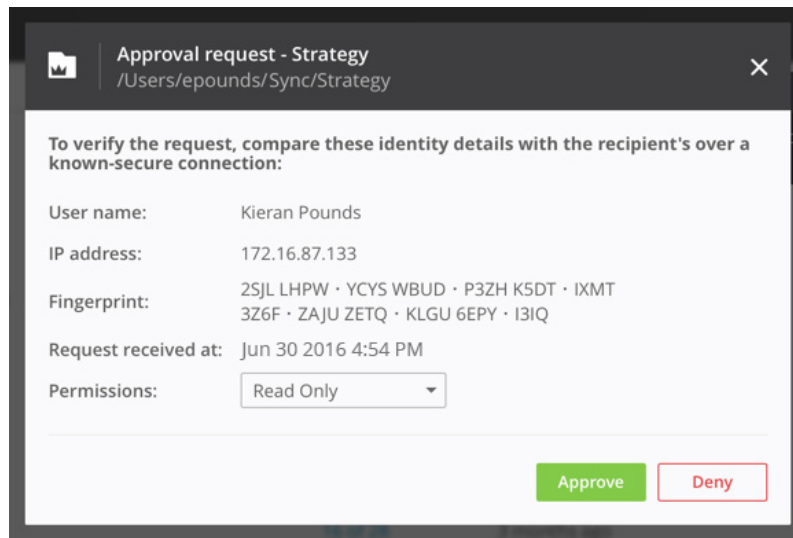 Approval request - Strategy
/Users/epounds/Sync/Strategy
To verify the request, compare these identity details with the recipient's over a
known-secure connection:
User name: Kieran Pounds
IP address: 172.16.87.133
Fingerprint: 2SJL LHPW · YCYS WBUD · P3ZH K5DT · IXMT
3Z6F · ZAJU ZETQ · KLGU 6EPY · I3IQ
Request received at: Jun 30 2016 4:54 PM
Permissions: Read Only
Approve Deny